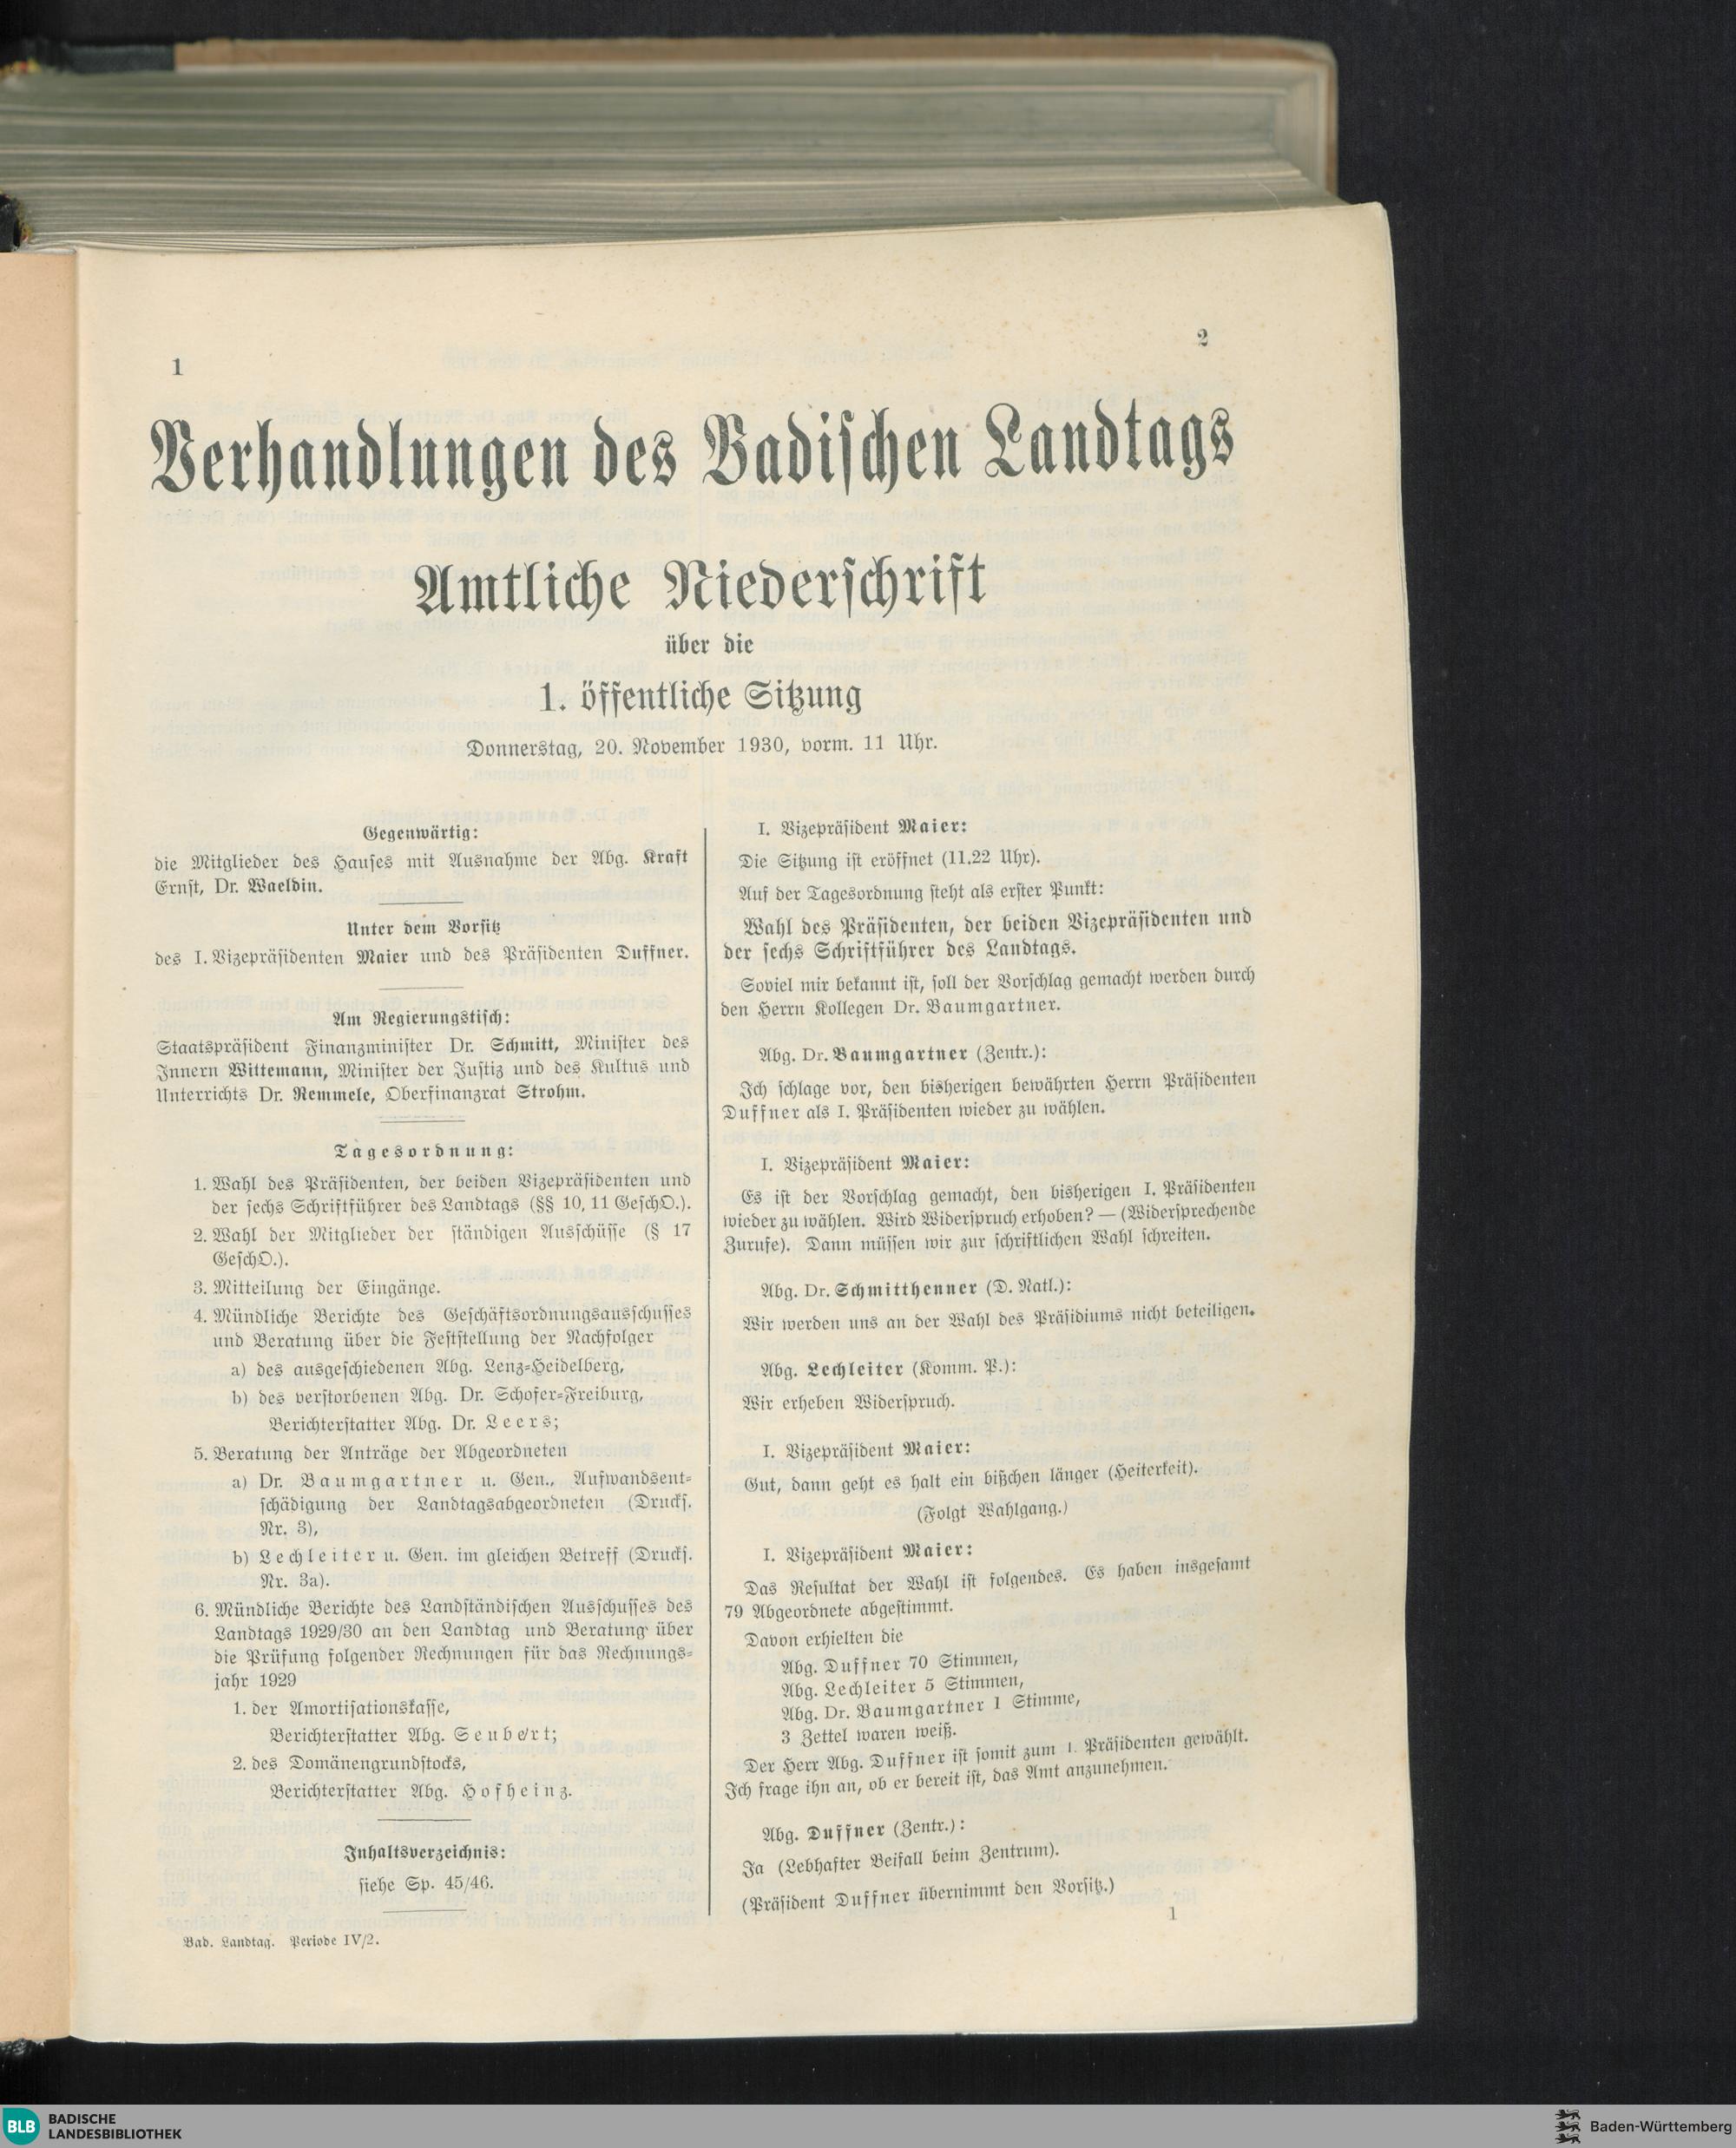 1
2
Verhandlungen des Badischen Landtags
Amtliche Niederschrift
über die
1. öffentliche Sitzung
Donnerstag, 20. November 1930, vorm. 11 Uhr.
Gegenwärtig:
die Mitglieder des Hauses mit Ausnahme der Abg. Kraft
Ernst, Dr. Waeldin.
Unter dem Vorsitz
des I. Vizepräsidenten Maier und des Präsidenten Duffner.
Am Regierungstisch:
Staatspräsident Finanzminister Dr. Schmitt, Minister des
Innern Wittemann, Minister der Justiz und des Kultus und
Unterrichts Dr. Remmele, Oberfinanzrat Strohm.
Tagesordnung:
1. Wahl des Präsidenten, der beiden Vizepräsidenten und
der sechs Schriftführer des Landtags (§§ 10, 11 GeschO.).
2. Wahl der Mitglieder der ständigen Ausschüsse (§ 17
GeschO.).
3. Mitteilung der Eingänge.
4. Mündliche Berichte des Geschäftsordnungsausschusses
und Beratung über die Feststellung der Nachfolger
a) des ausgeschiedenen Abg. Lenz-Heidelberg,
b) des verstorbenen Abg. Dr. Schofer-Freiburg,
Berichterstatter Abg. Dr. Leers;
5. Beratung der Anträge der Abgeordneten
a) Dr. Baumgartner u. Gen., Aufwandsent-
schädigung der Landtagsabgeordneten (Drucks.
Nr. 3),
b) Lechleiter u. Gen. im gleichen Betreff (Drucks.
Nr. 3a).
6. Mündliche Berichte des Landständischen Ausschusses des
Landtags 1929/30 an den Landtag und Beratung über
die Prüfung folgender Rechnungen für das Rechnungs-
jahr 1929
1. der Amortisationskasse,
Berichterstatter Abg. Seubert;
2. des Domänengrundstocks,
Berichterstatter Abg. Hofheinz.
Inhaltsverzeichnis:
siehe Sp. 45/46.
Bad. Landtag. Periode IV/2.
I. Vizepräsident Maier:
Die Sitzung ist eröffnet (11.22 Uhr).
Auf der Tagesordnung steht als erster Punkt:
Wahl des Präsidenten, der beiden Vizepräsidenten und
der sechs Schriftführer des Landtags.
Soviel mir bekannt ist, soll der Vorschlag gemacht werden durch
den Herrn Kollegen Dr. Baumgartner.
Abg. Dr. Baumgartner (Zentr.):
Ich schlage vor, den bisherigen bewährten Herrn Präsidenten
Duffner als I. Präsidenten wieder zu wählen.
I. Vizepräsident Maier:
Es ist der Vorschlag gemacht, den bisherigen I. Präsidenten
wieder zu wählen. Wird Widerspruch erhoben? — (Widersprechende
Zurufe). Dann müssen wir zur schriftlichen Wahl schreiten.
Abg. Dr. Schmitthenner (D. Natl.):
Wir werden uns an der Wahl des Präsidiums nicht beteiligen.
Abg. Lechleiter (Komm. P.):
Wir erheben Widerspruch.
I. Vizepräsident Maier:
Gut, dann geht es halt ein bißchen länger (Heiterkeit).
(Folgt Wahlgang.)
I. Vizepräsident Maier:
Das Resultat der Wahl ist folgendes. Es haben insgesamt
79 Abgeordnete abgestimmt.
Davon erhielten die
Abg. Duffner 70 Stimmen,
Abg. Lechleiter 5 Stimmen,
Abg. Dr. Baumgartner 1 Stimme,
3 Zettel waren weiß.
Der Herr Abg. Duffner ist somit zum I. Präsidenten gewählt.
Ich frage ihn an, ob er bereit ist, das Amt anzunehmen.
Abg. Duffner (Zentr.):
Ja (Lebhafter Beifall beim Zentrum).
(Präsident Duffner übernimmt den Vorsitz.)
1
BLB BADISCHE
LANDESBIBLIOTHEK
Baden-Württemberg